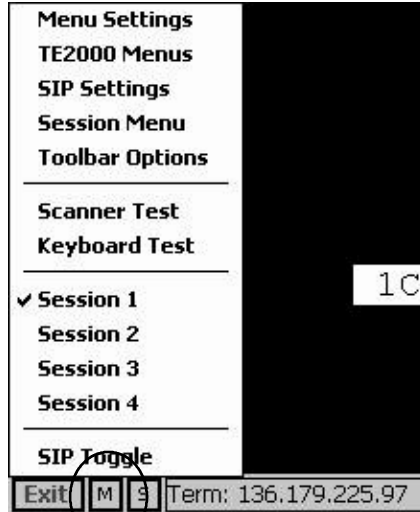 Menu Settings
TE2000 Menus
SIP Settings
Session Menu
Toolbar Options
Scanner Test
Keyboard Test
✓ Session 1
Session 2
Session 3
Session 4
SIP Toggle
1C
Exit M S Term: 136.179.225.97